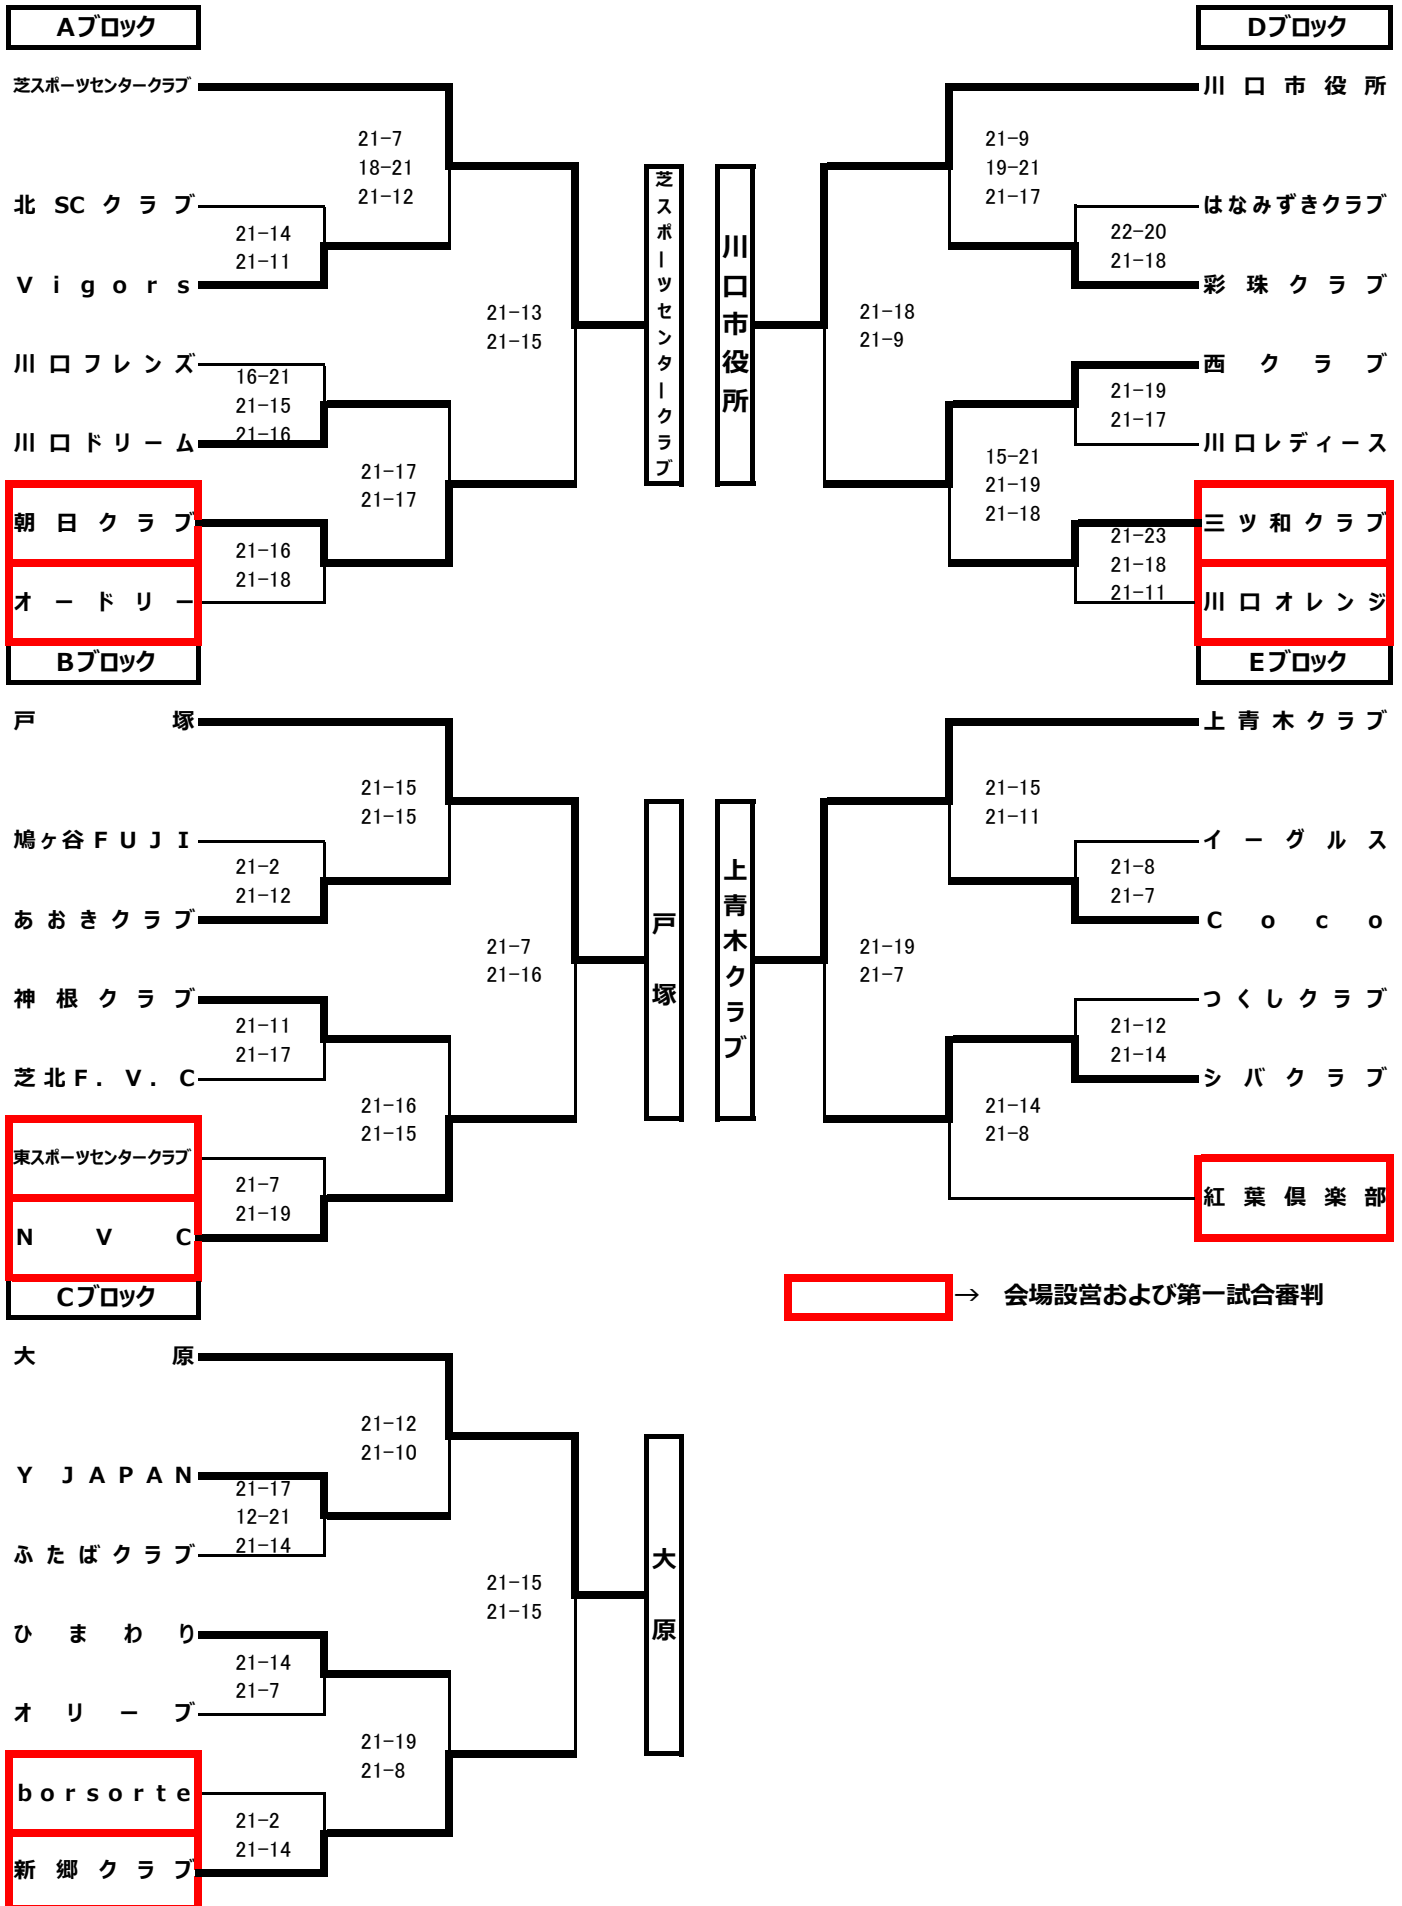 Aブロック
芝スポーツセンタークラブ
21-7
18-21
21-12
北SCクラブ
21-14
21-11
Vigors
21-13
21-15
川口フレンズ
16-21
21-15
21-16
川口ドリーム
21-17
21-17
朝日クラブ
21-16
21-18
オードリー
芝スポーツセンタークラブ
Dブロック
川口市役所
21-9
19-21
21-17
はなみずきクラブ
22-20
21-18
彩珠クラブ
21-18
21-9
西クラブ
21-19
21-17
川口レディース
15-21
21-19
21-18
三ツ和クラブ
21-23
21-18
21-11
川口オレンジ
川口市役所
Bブロック
戸塚
21-15
21-15
鳩ヶ谷FUJI
21-2
21-12
あおきクラブ
21-7
21-16
神根クラブ
21-11
21-17
芝北F.V.C
21-16
21-15
東スポーツセンタークラブ
21-7
21-19
NVC
戸塚
Eブロック
上青木クラブ
21-15
21-11
イーグルス
21-8
21-7
Coco
21-19
21-7
つくしクラブ
21-12
21-14
シバクラブ
21-14
21-8
紅葉倶楽部
上青木クラブ
→ 会場設営および第一試合審判
Cブロック
大原
21-12
21-10
Y JAPAN
21-17
12-21
21-14
ふたばクラブ
21-15
21-15
ひまわり
21-14
21-7
オリーブ
21-19
21-8
borsorte
21-2
21-14
新郷クラブ
大原